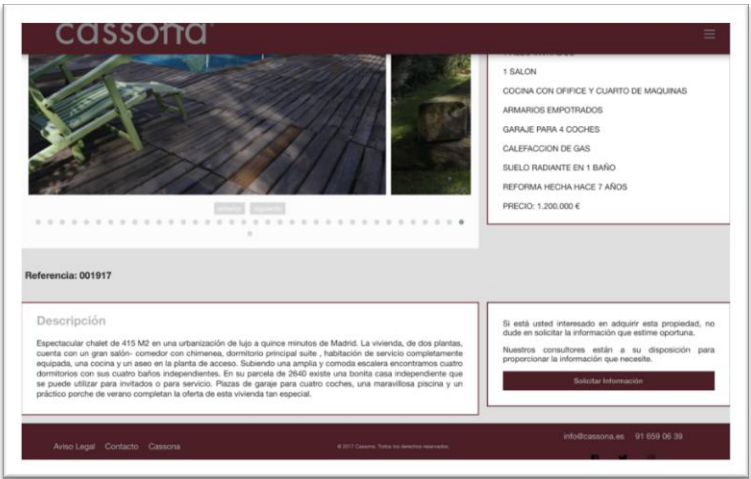 cassona
1 SALON
COCINA CON OFIFICE Y CUARTO DE MAQUINAS
ARMARIOS EMPOTRADOS
GARAJE PARA 4 COCHES
CALEFACCION DE GAS
SUELO RADIANTE EN 1 BAÑO
REFORMA HECHA HACE 7 AÑOS
PRECIO: 1.200.000 €
anterior siguiente
Referencia: 001917
Descripción
Espectacular chalet de 415 M2 en una urbanización de lujo a quince minutos de Madrid. La vivienda, de dos plantas,
cuenta con un gran salón- comedor con chimenea, dormitorio principal suite , habitación de servicio completamente
equipada, una cocina y un aseo en la planta de acceso. Subiendo una amplia y comoda escalera encontramos cuatro
dormitorios con sus cuatro baños independientes. En su parcela de 2640 existe una bonita casa independiente que
se puede utilizar para invitados o para servicio. Plazas de garaje para cuatro coches, una maravillosa piscina y un
práctico porche de verano completan la oferta de esta vivienda tan especial.
Si está usted interesado en adquirir esta propiedad, no
dude en solicitar la información que estime oportuna.
Nuestros consultores están a su disposición para
proporcionar la información que necesite.
Solicitar Información
Aviso Legal Contacto Cassona
© 2017 Cassona. Todos los derechos reservados.
info@cassona.es 91 659 06 39